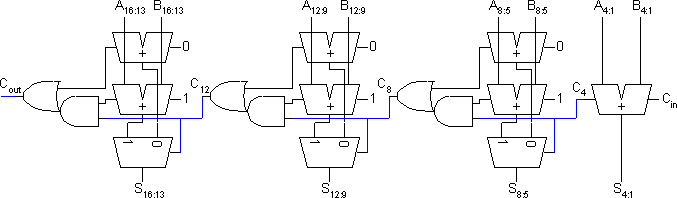 A16:13 B16:13 A12:9 B12:9 A8:5 B8:5 A4:1 B4:1
0 0 0
Cout C12 C8 C4 Cin
1 1 1
1 0 1 0 1 0
S16:13 S12:9 S8:5 S4:1